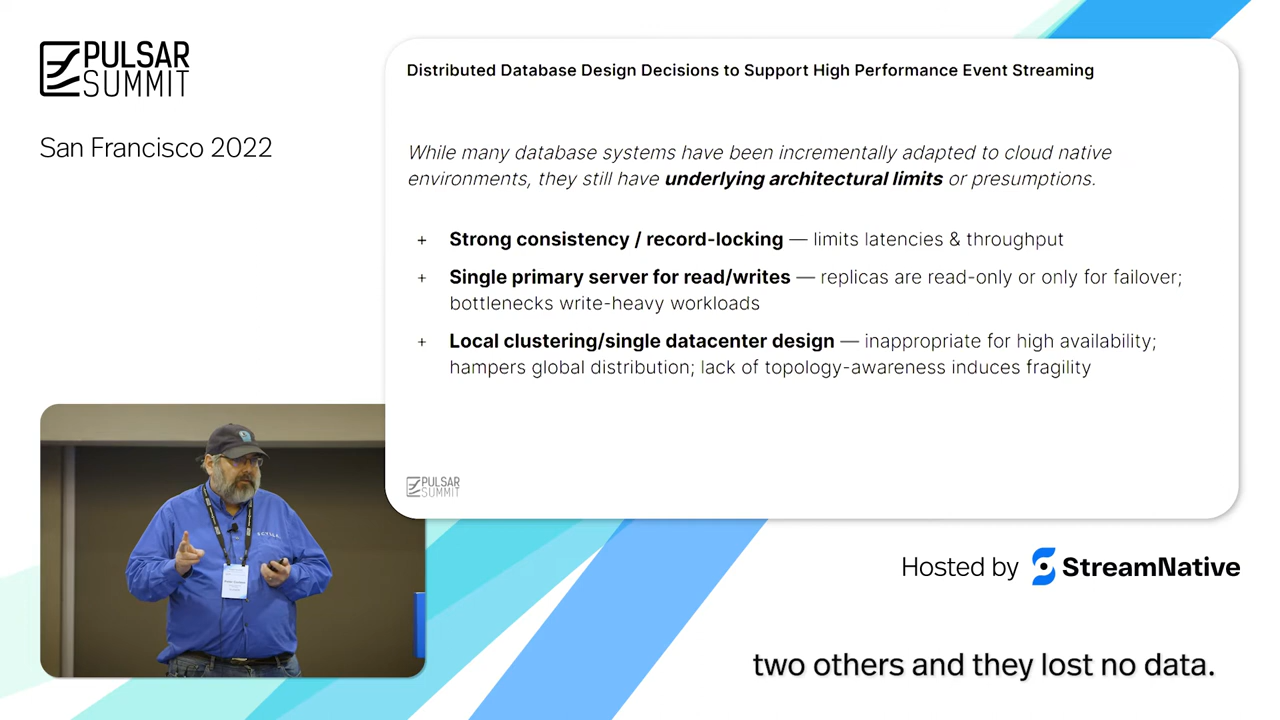 PULSAR
SUMMIT
San Francisco 2022
Distributed Database Design Decisions to Support High Performance Event Streaming
While many database systems have been incrementally adapted to cloud native
environments, they still have underlying architectural limits or presumptions.
+ Strong consistency / record-locking — limits latencies & throughput
+ Single primary server for read/writes — replicas are read-only or only for failover;
bottlenecks write-heavy workloads
+ Local clustering/single datacenter design — inappropriate for high availability;
hampers global distribution; lack of topology-awareness induces fragility
PULSAR
SUMMIT
SCYLLA
Hosted by StreamNative
two others and they lost no data.